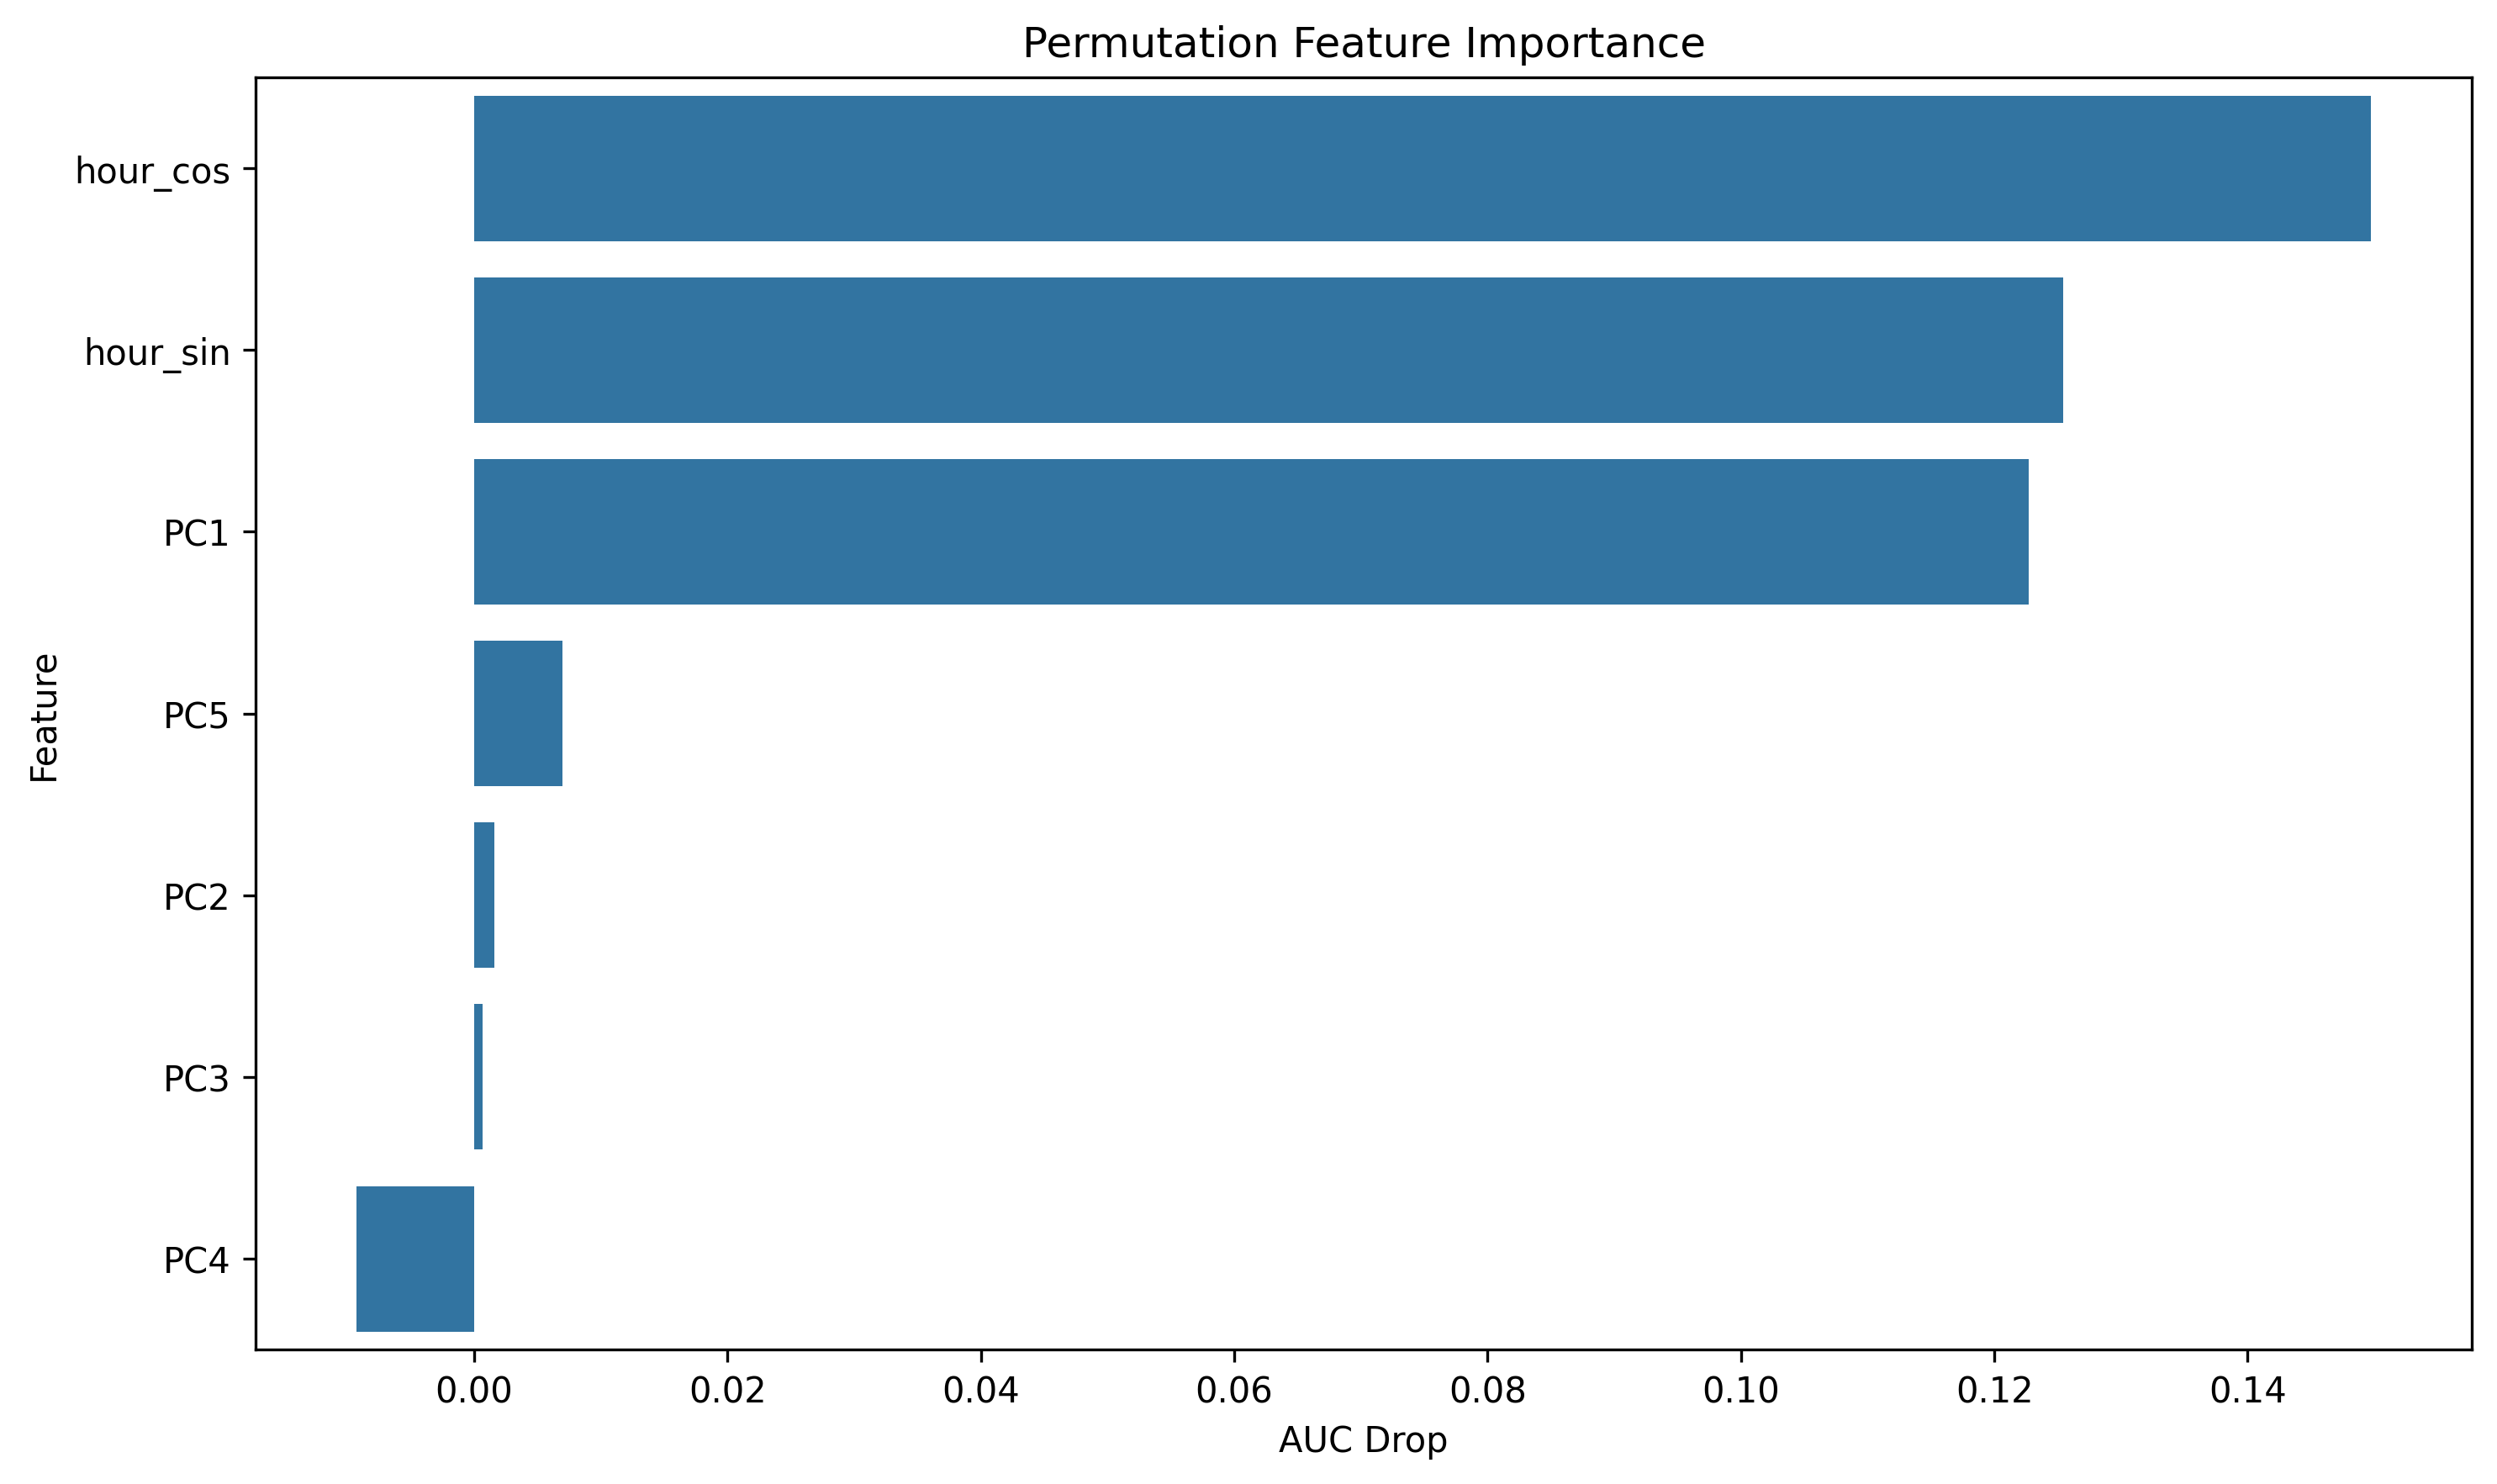 Permutation Feature Importance
hour_cos
hour_sin
PC1
PC5
PC2
PC3
PC4
Feature
0.00 0.02 0.04 0.06 0.08 0.10 0.12 0.14
AUC Drop